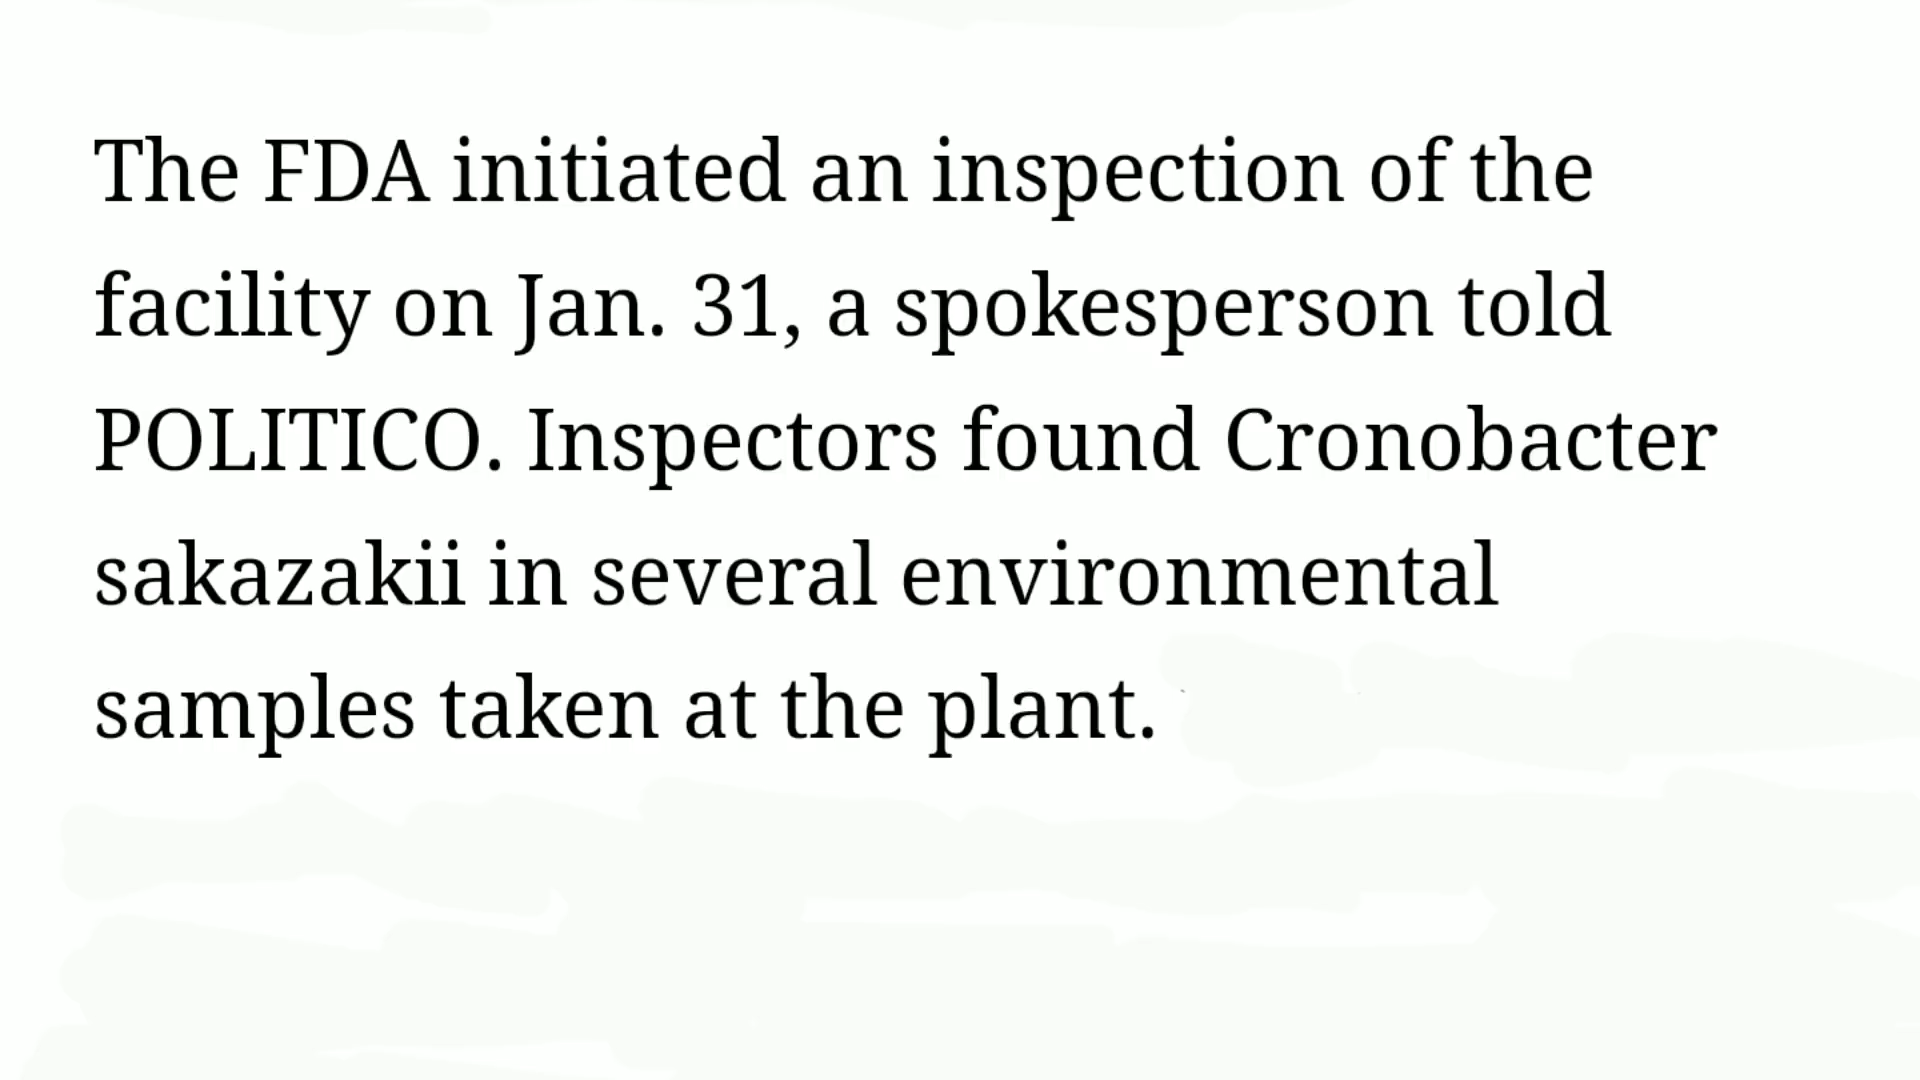 The FDA initiated an inspection of the
facility on Jan. 31, a spokesperson told
POLITICO. Inspectors found Cronobacter
sakazakii in several environmental
samples taken at the plant.